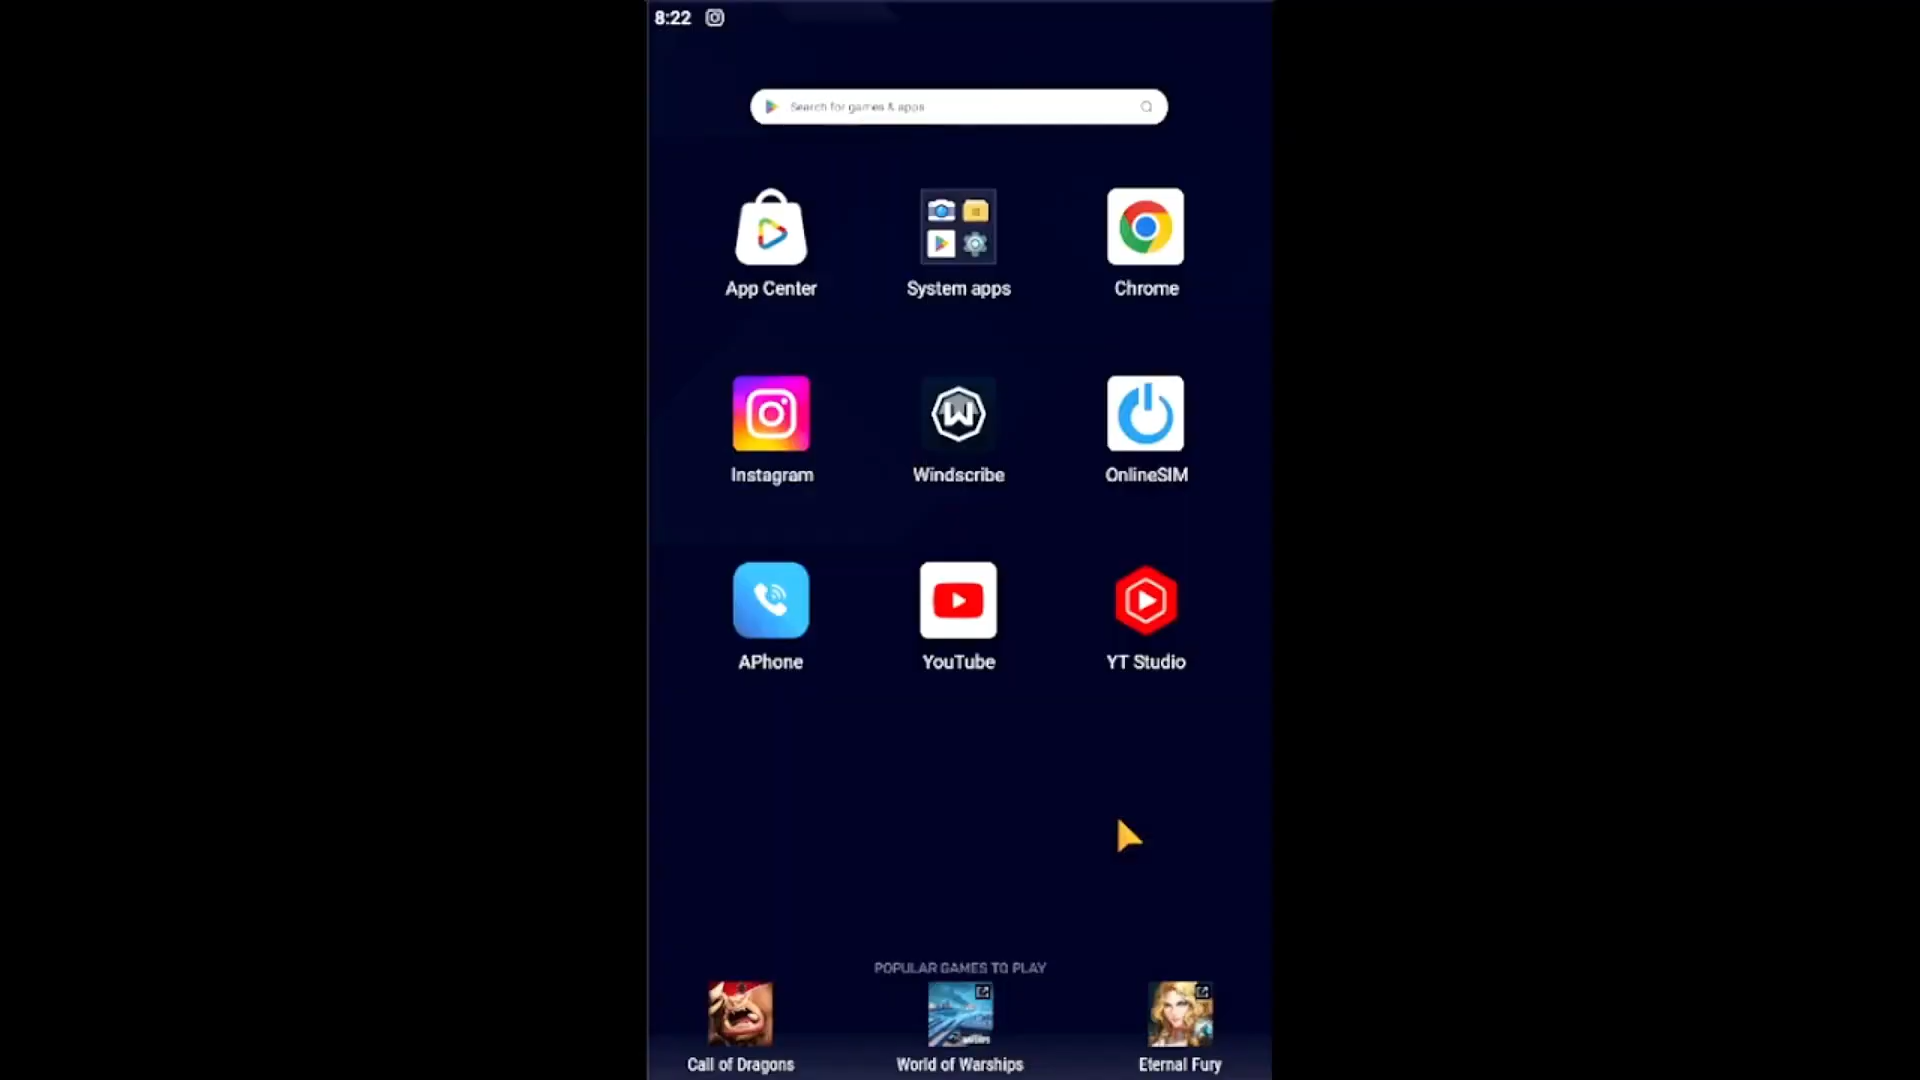 8:22
Search for games & apps
App Center
System apps
Chrome
Instagram
Windscribe
OnlineSIM
APhone
YouTube
YT Studio
POPULAR GAMES TO PLAY
Call of Dragons
World of Warships
Eternal Fury